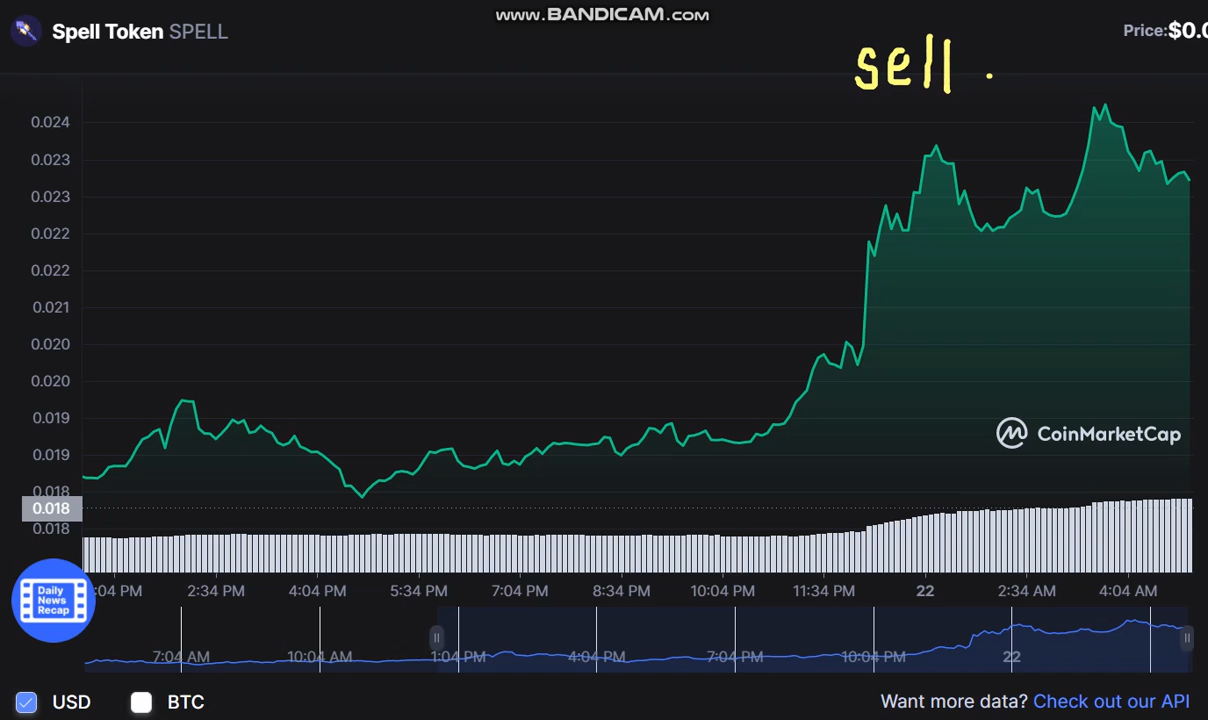 www.BANDICAM.com
Spell Token SPELL
Price:$0.0
sell .
0.024
0.023
0.023
0.022
0.022
0.021
0.020
0.020
0.019
0.019
0.018
0.018
0.018
CoinMarketCap
Daily
News
Recap
:04 PM 2:34 PM 4:04 PM 5:34 PM 7:04 PM 8:34 PM 10:04 PM 11:34 PM 22 2:34 AM 4:04 AM
7:04 AM 10:04 AM 1:04 PM 4:04 PM 7:04 PM 10:04 PM 22
USD BTC
Want more data? Check out our API